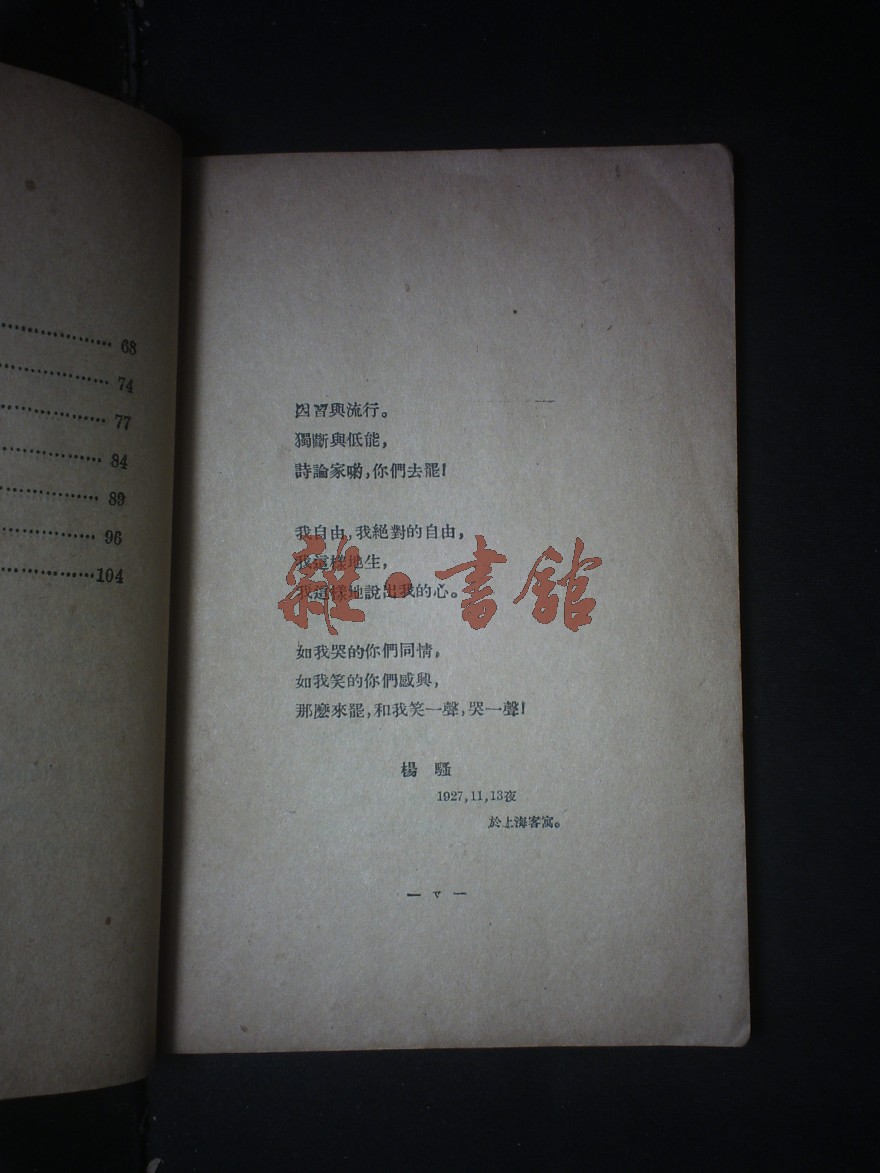 68
74
77
84
89
96
104
因習與流行。
獨斷與低能，
詩論家喲，你們去罷！
我自由，我絕對的自由，
我這樣地生，
我這樣地說出我的心。
如我哭的你們同情，
如我笑的你們感興，
那麼來罷，和我笑一聲，哭一聲！
楊 騷
1927,11,13夜
於上海客寓。
— v —
雜·書館